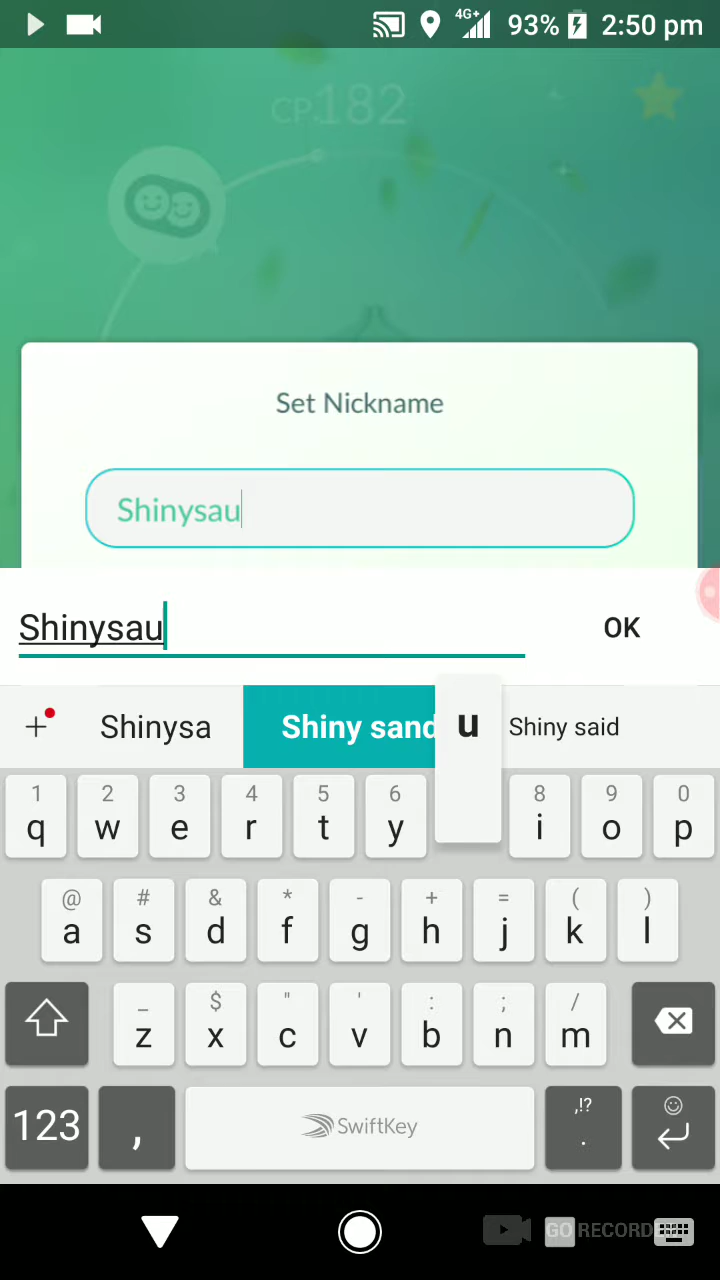 4G+ 93% 2:50 pm
CP182
Set Nickname
Shinysau
Shinysau OK
+ Shinysa Shiny sand u Shiny said
1 2 3 4 5 6 8 9 0
q w e r t y i o p
@ # & * - + = ( )
a s d f g h j k l
_ $ " ' : ; /
z x c v b n m
123 , SwiftKey ,!? .
GO RECORDER